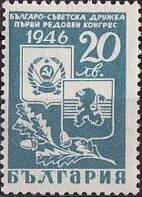 БЪЛГАРО-СЪВЕТСКА ДРУЖБА
ПЪРВИ РЕДОВЕН КОНГРЕС
1946 20
лв.
БЪЛГАРИЯ